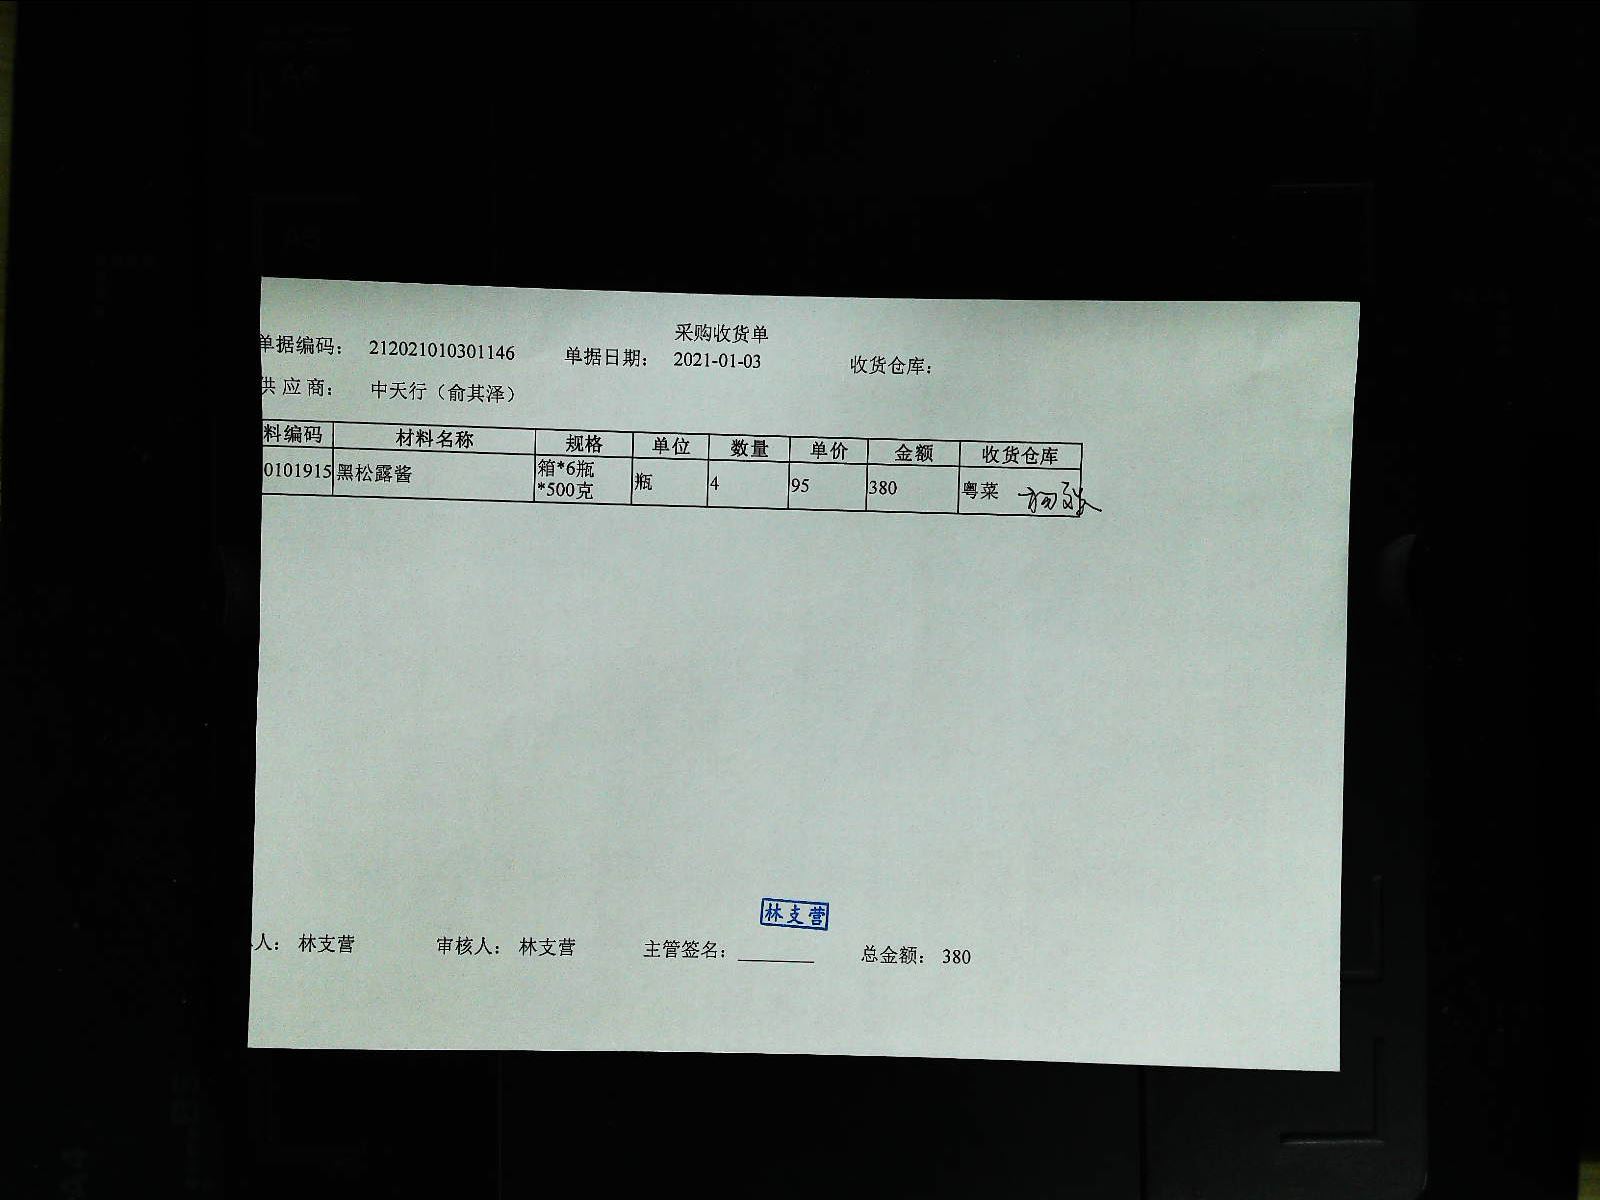 采购收货单
单据编码： 212021010301146 单据日期： 2021-01-03 收货仓库：
供 应 商： 中天行（俞其泽）
料编码 材料名称 规格 单位 数量 单价 金额 收货仓库
0101915 黑松露酱 箱*6瓶 瓶 4 95 380 粤菜
*500克
林支营
人： 林支营 审核人： 林支营 主管签名： 总金额： 380
A4
A5